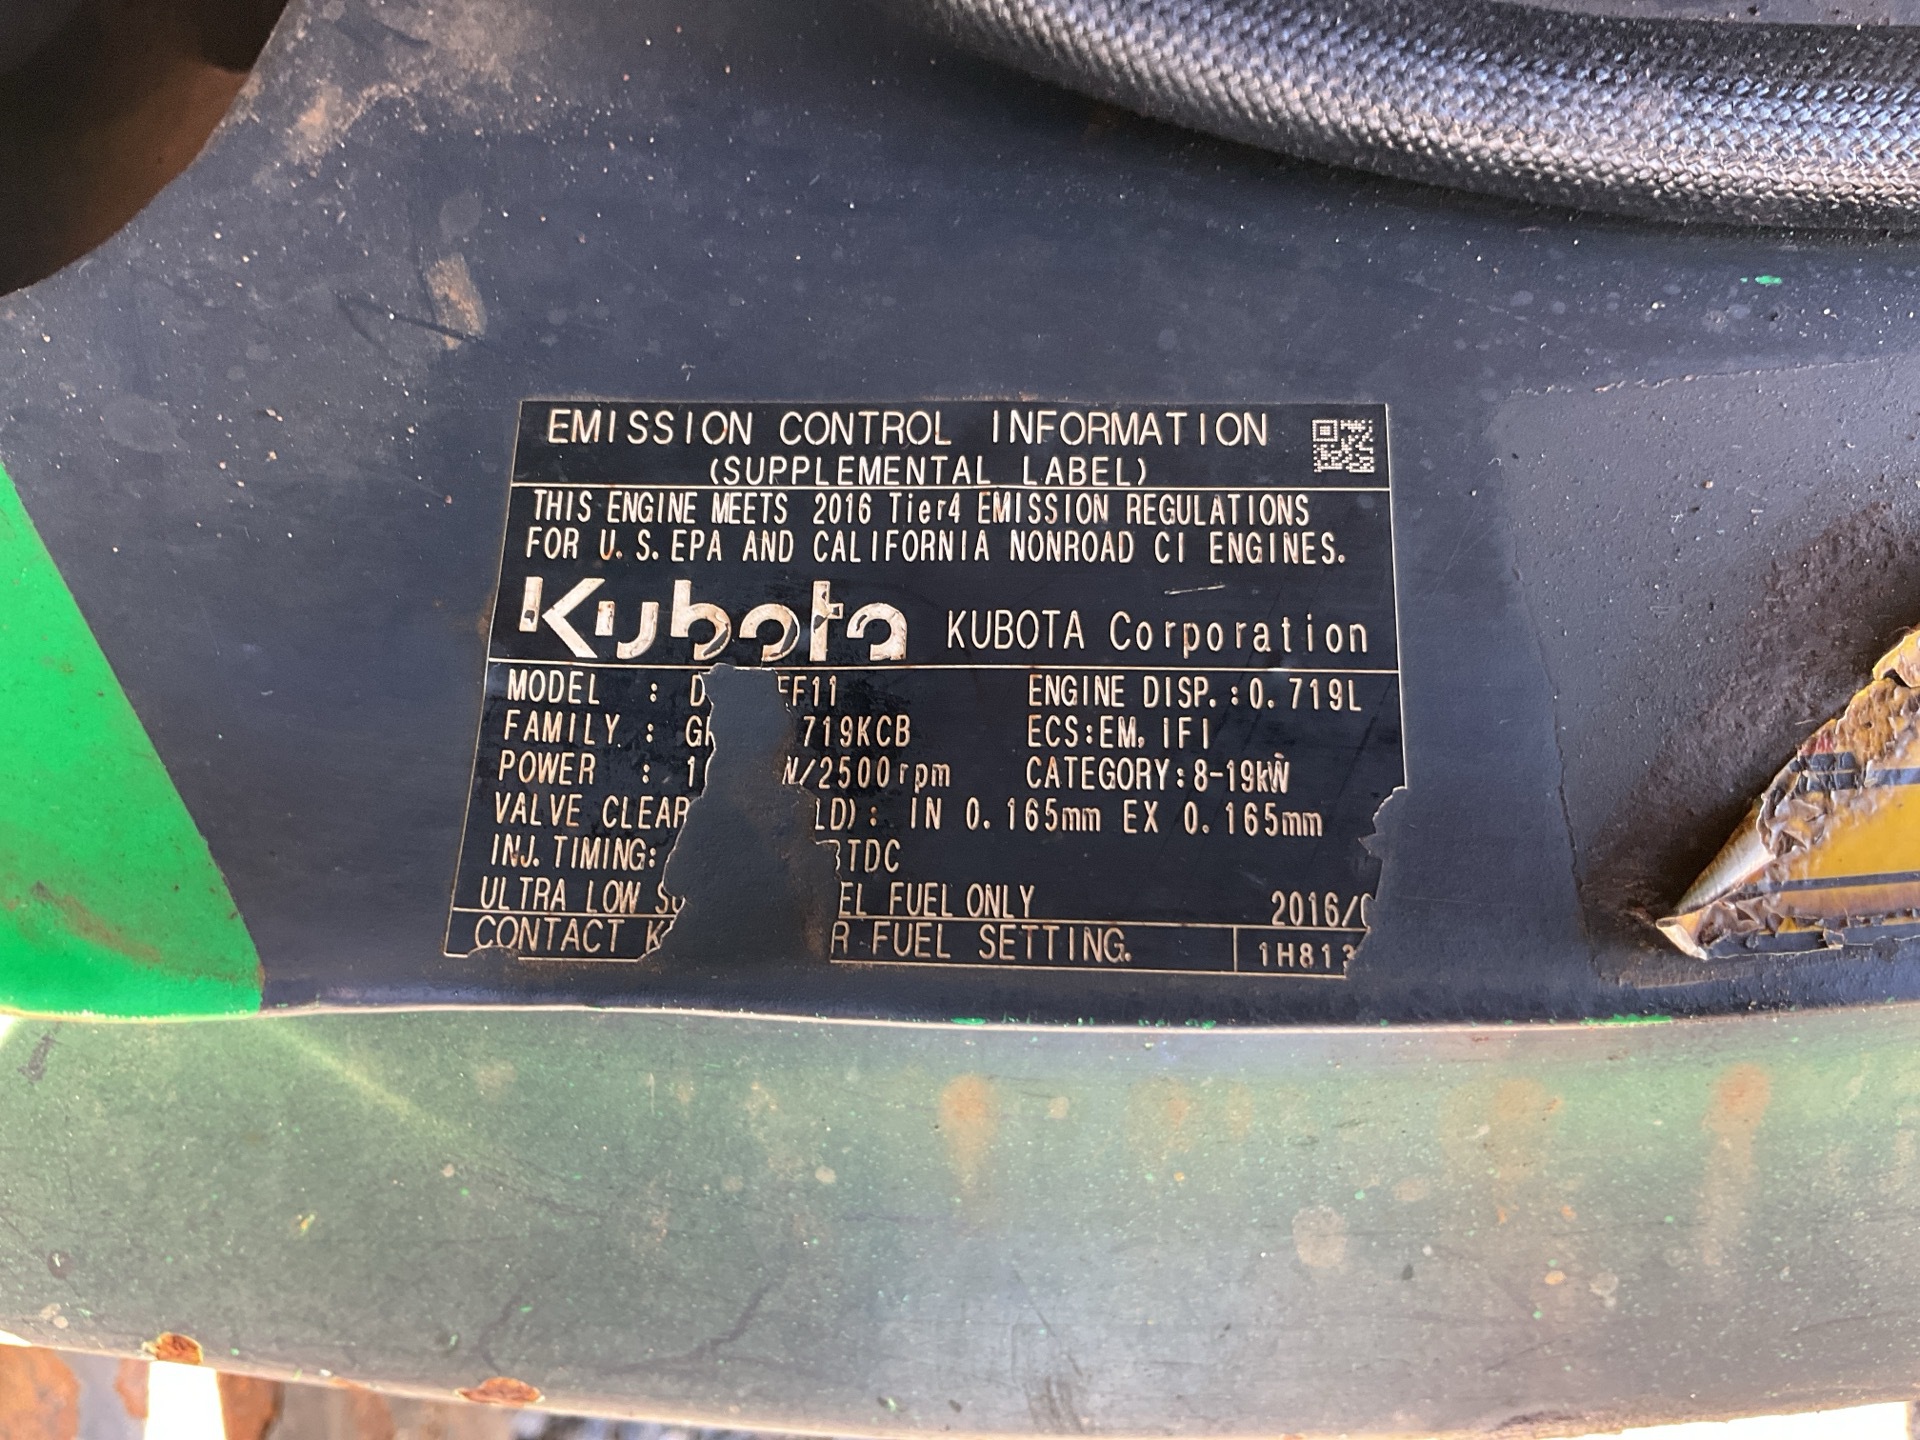 EMISSION CONTROL INFORMATION
(SUPPLEMENTAL LABEL)
THIS ENGINE MEETS 2016 Tier4 EMISSION REGULATIONS
FOR U.S.EPA AND CALIFORNIA NONROAD CI ENGINES.
Kubota KUBOTA Corporation
MODEL : D FF11 ENGINE DISP.:0.719L
FAMILY : 719KCB ECS:EM, IFI
POWER : /2500rpm CATEGORY:8-19kW
VALVE CLEAR LD): IN 0.165mm EX 0.165mm
INJ.TIMING: BTDC
ULTRA LOW EL FUEL ONLY 2016/
CONTACT R FUEL SETTING. 1H813